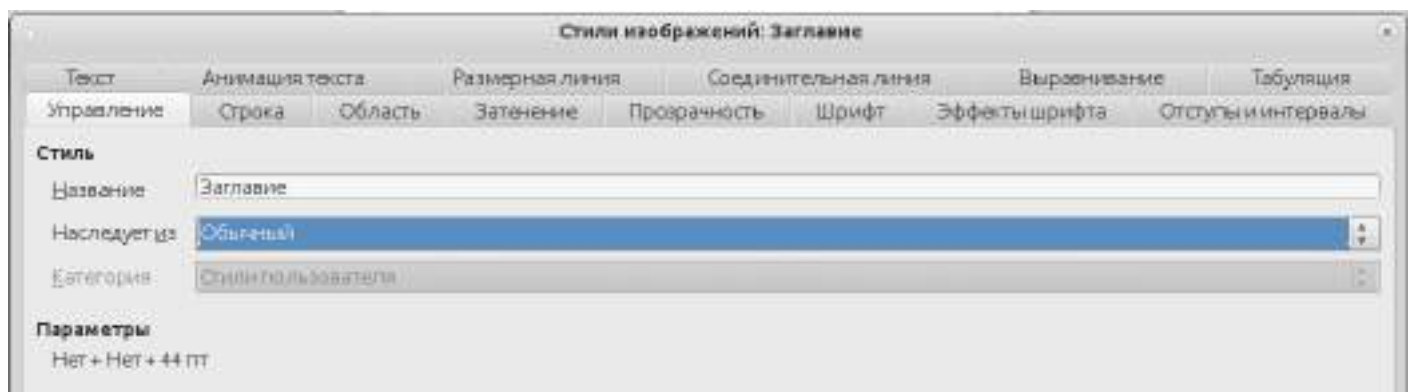 Стили изображений: Заглавие
Текст Анимация текста Размерная линия Соединительная линия Выравнивание Табуляция
Управление Строка Область Затенение Прозрачность Шрифт Эффекты шрифта Отступы и интервалы
Стиль
Название Заглавие
Наследует из Обычный
Категория Стили пользователя
Параметры
Нет + Нет + 44 пт